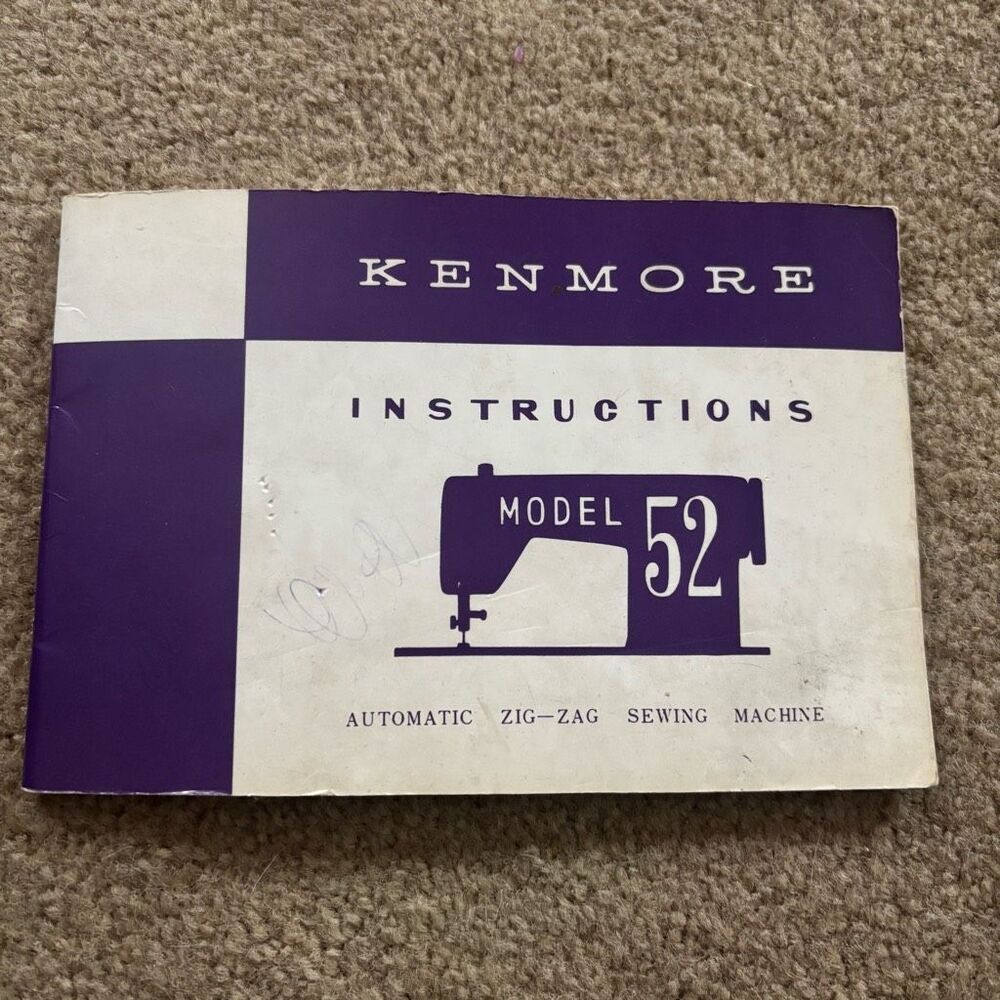 KENMORE
INSTRUCTIONS
MODEL 52
AUTOMATIC ZIG—ZAG SEWING MACHINE